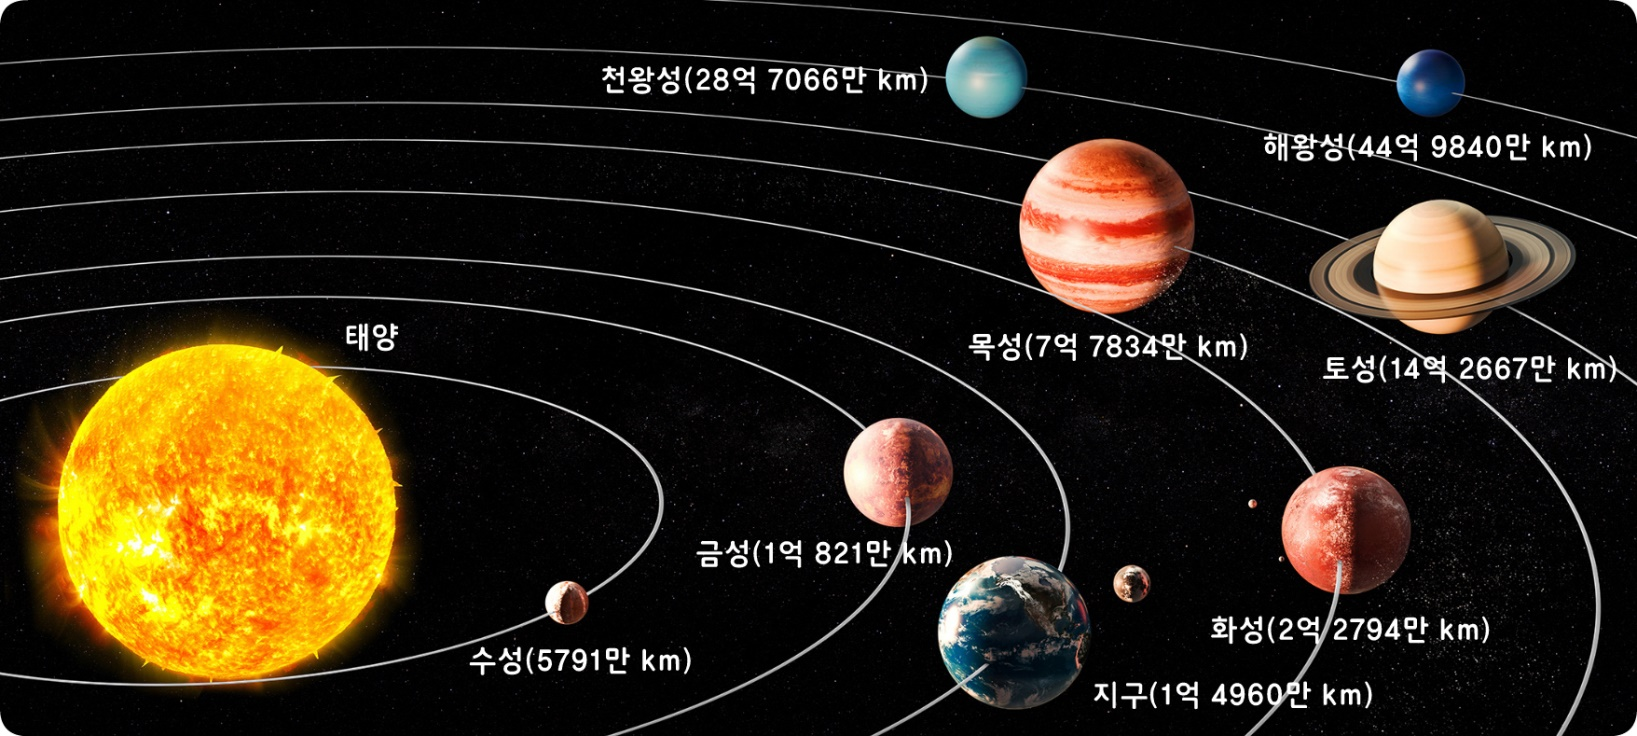 천왕성(28억 7066만 km)
해왕성(44억 9840만 km)
태양
목성(7억 7834만 km)
토성(14억 2667만 km)
금성(1억 821만 km)
수성(5791만 km)
화성(2억 2794만 km)
지구(1억 4960만 km)